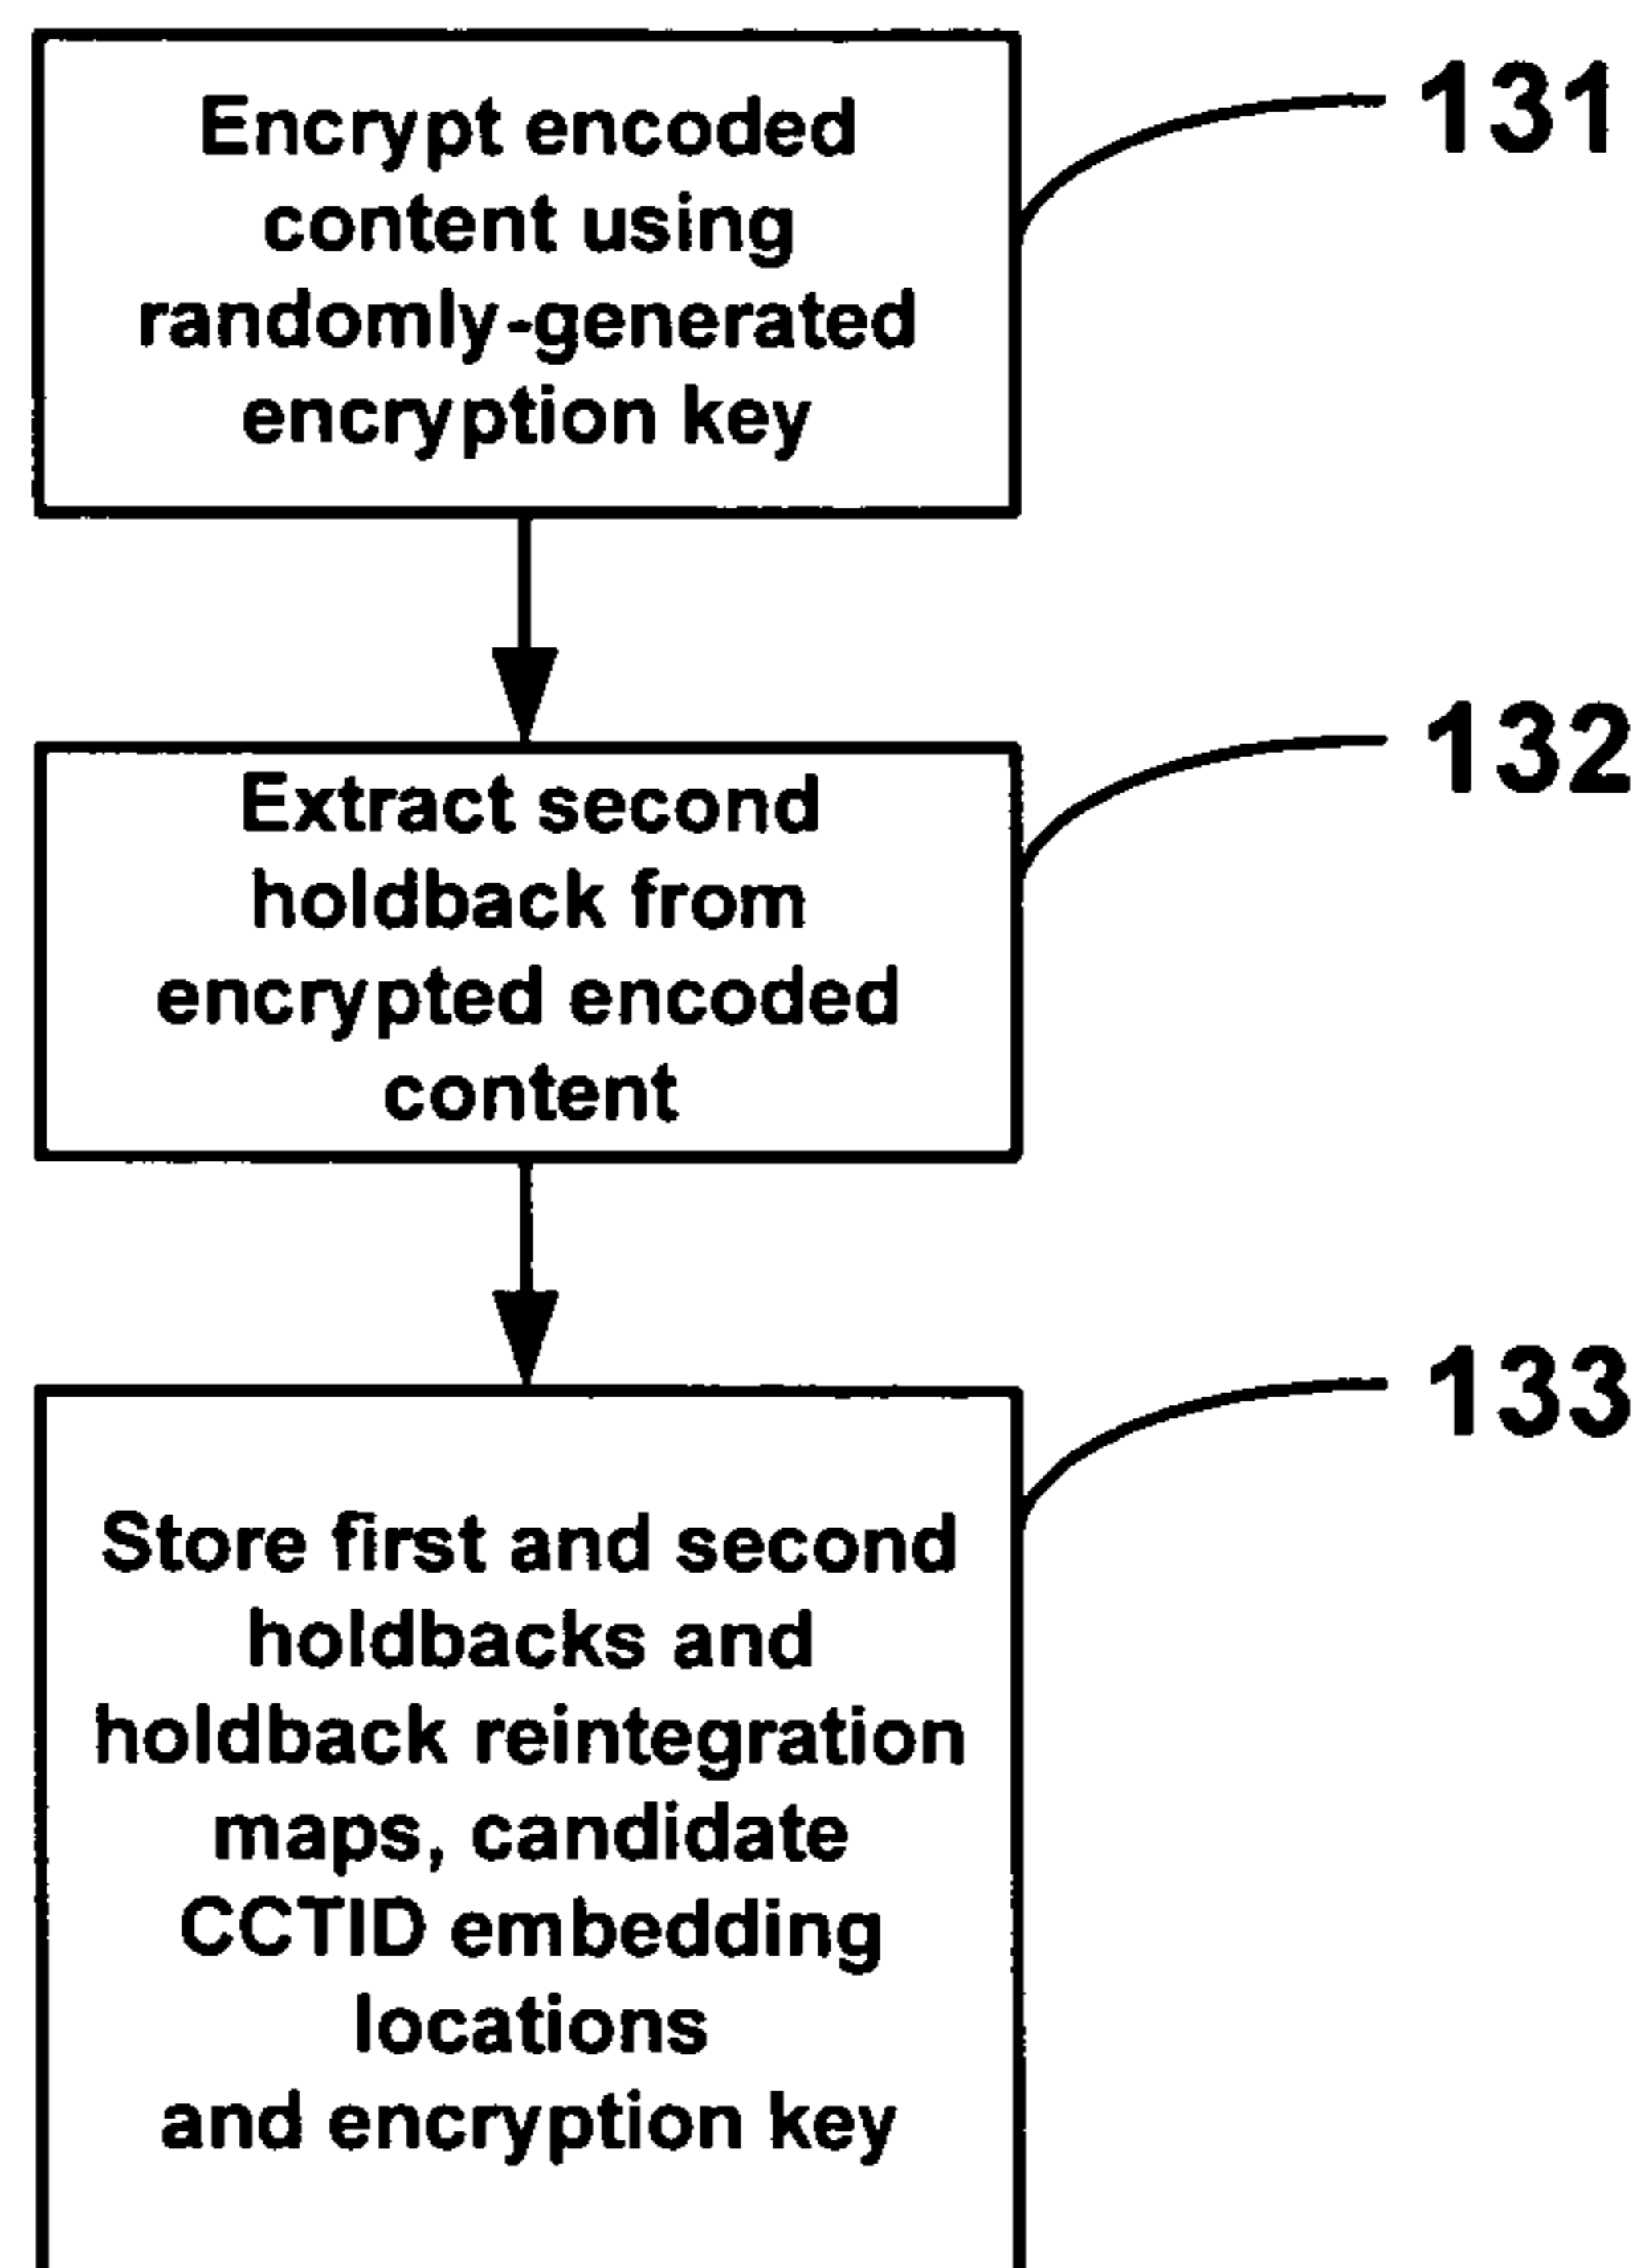 Encrypt encoded
content using
randomly-generated
encryption key
131
Extract second
holdback from
encrypted encoded
content
132
Store first and second
holdbacks and
holdback reintegration
maps, candidate
CCTID embedding
locations
and encryption key
133